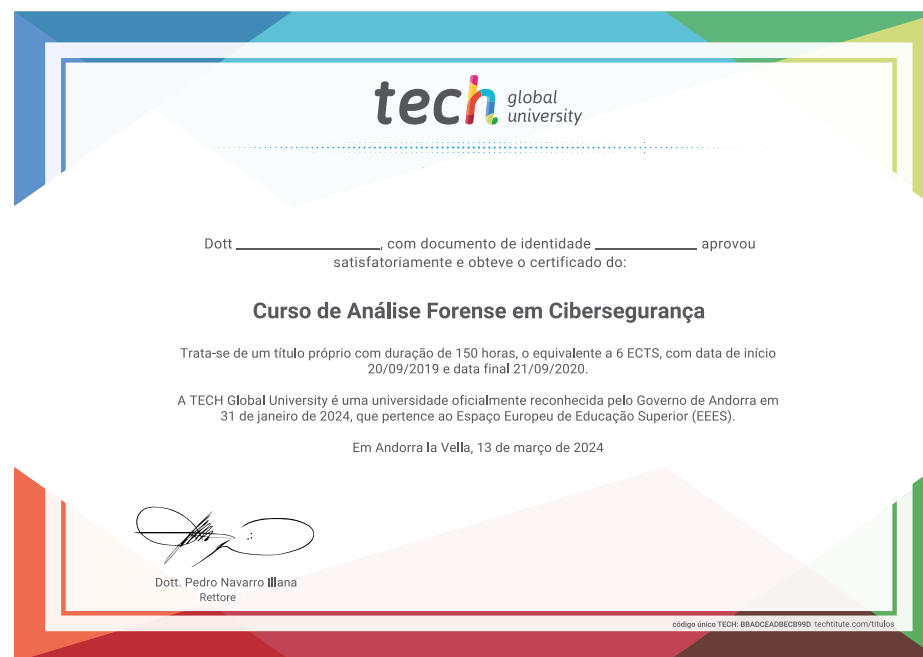 tech global university
Dott ____________________, com documento de identidade ______________ aprovou
satisfatoriamente e obteve o certificado do:
Curso de Análise Forense em Cibersegurança
Trata-se de um título próprio com duração de 150 horas, o equivalente a 6 ECTS, com data de início
20/09/2019 e data final 21/09/2020.
A TECH Global University é uma universidade oficialmente reconhecida pelo Governo de Andorra em
31 de janeiro de 2024, que pertence ao Espaço Europeu de Educação Superior (EEES).
Em Andorra la Vella, 13 de março de 2024
Dott. Pedro Navarro Illana
Rettore
código único TECH: BBADCEADBECB99D techtitute.com/titulos